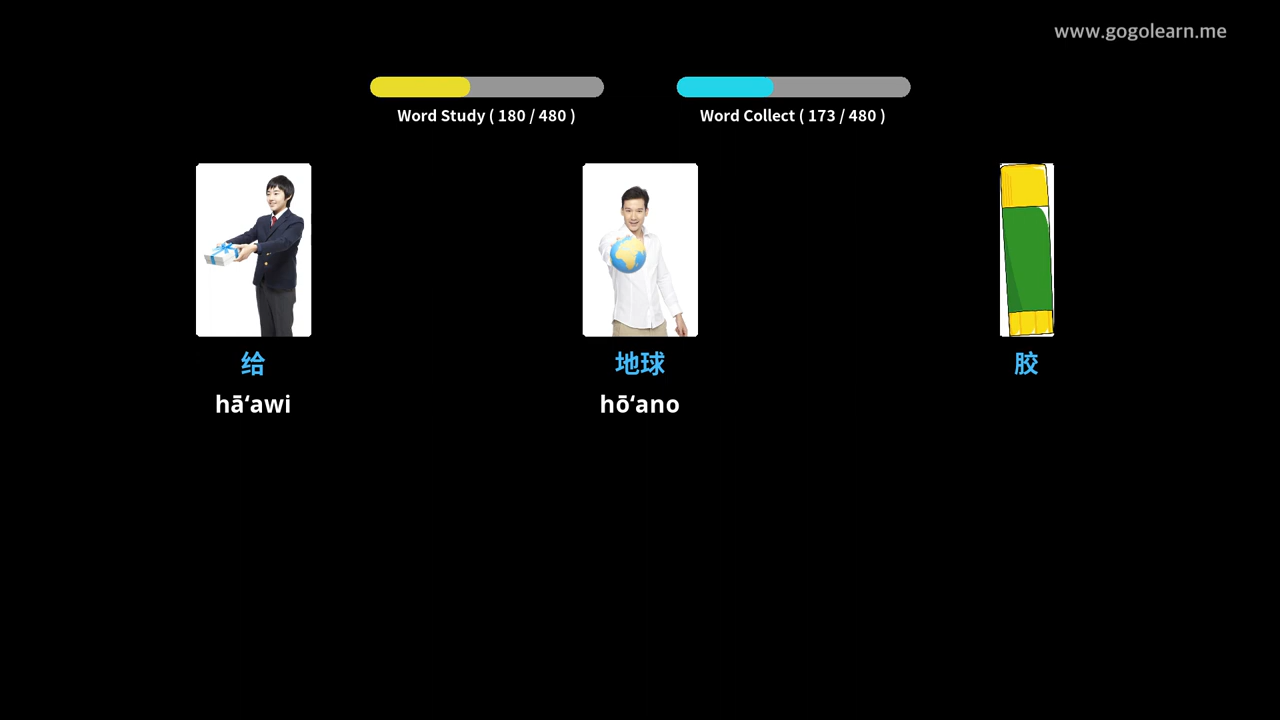 www.gogolearn.me
Word Study ( 180 / 480 )
Word Collect ( 173 / 480 )
给
地球
胶
hāʻawi
hōʻano